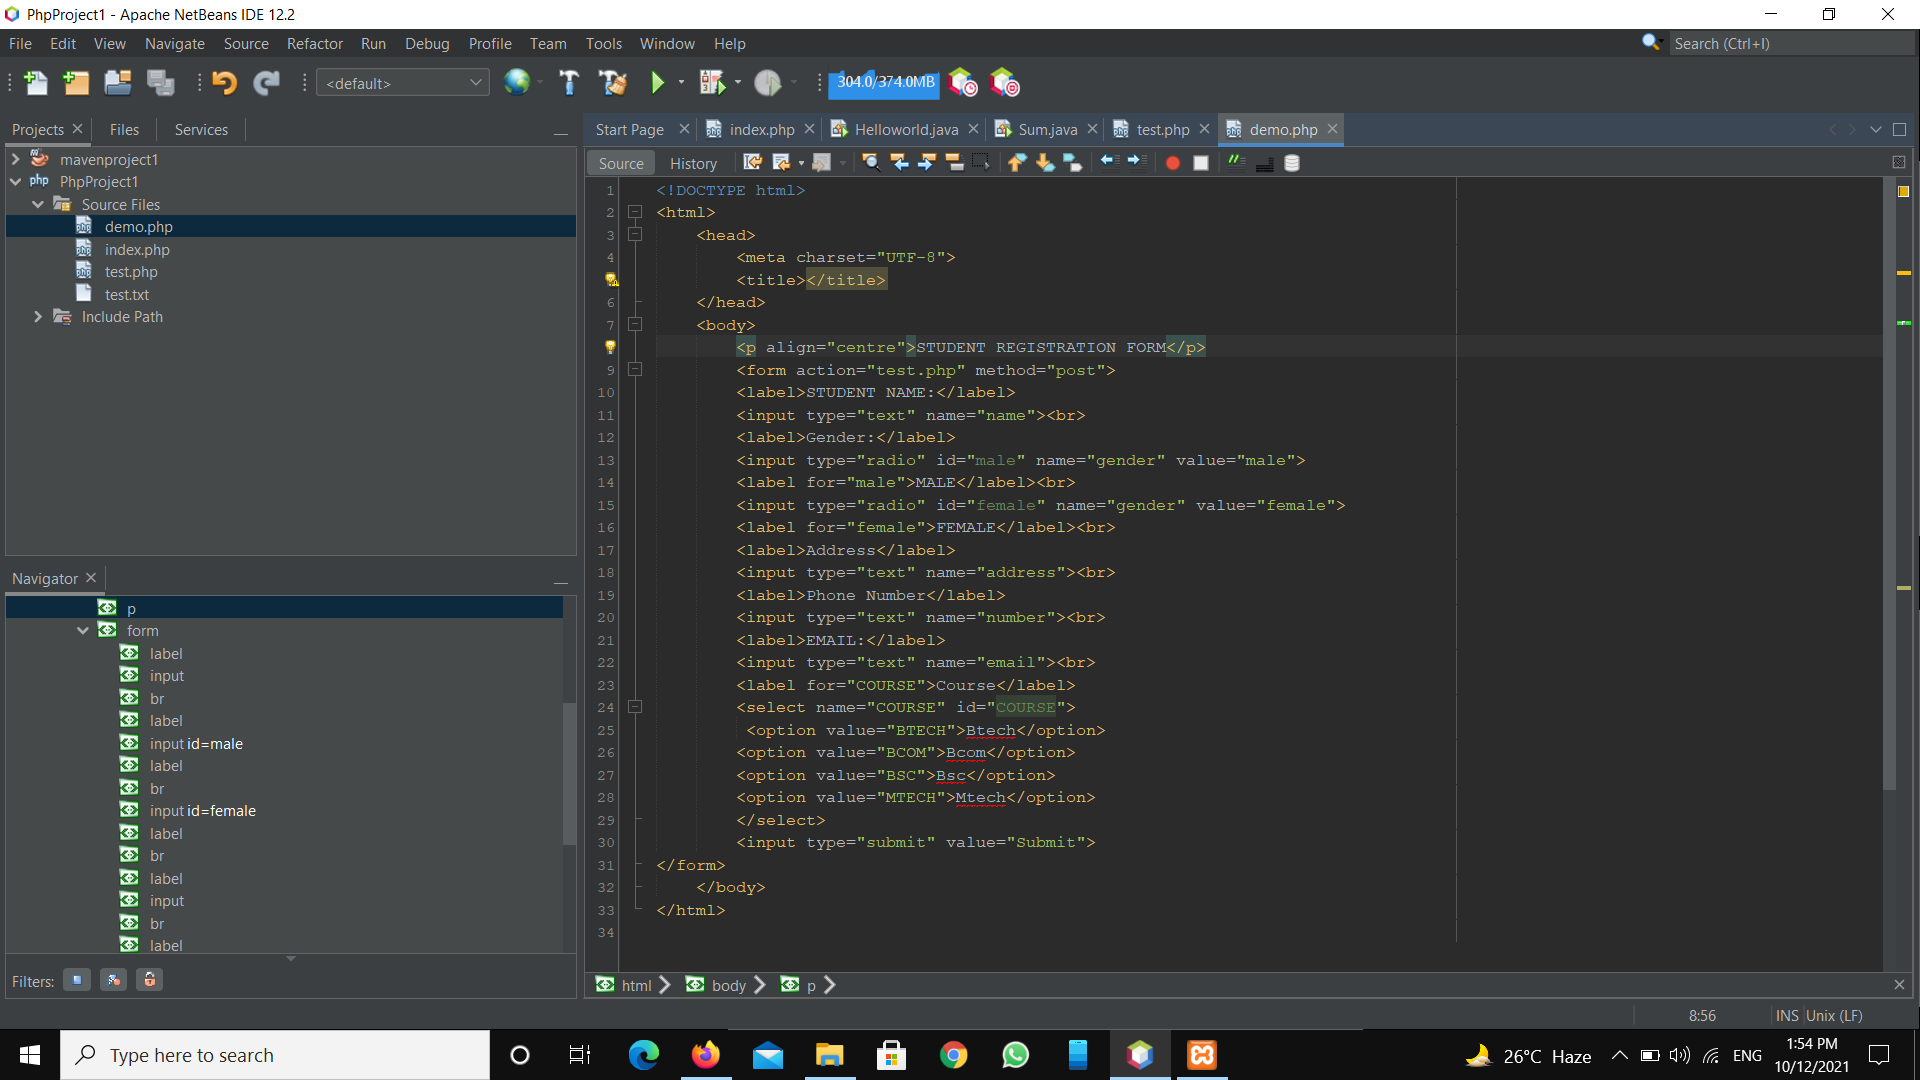 PhpProject1 - Apache NetBeans IDE 12.2
File Edit View Navigate Source Refactor Run Debug Profile Team Tools Window Help
Search (Ctrl+I)
<default>
304.0/374.0MB
Projects Files Services
mavenproject1
php PhpProject1
Source Files
demo.php
index.php
test.php
test.txt
Include Path
Navigator
p
form
label
input
br
label
input id=male
label
br
input id=female
label
br
label
input
br
label
Filters:
Start Page index.php Helloworld.java Sum.java test.php demo.php
Source History
1 <!DOCTYPE html>
2 <html>
3 <head>
4 <meta charset="UTF-8">
<title></title>
6 </head>
7 <body>
<p align="centre">STUDENT REGISTRATION FORM</p>
9 <form action="test.php" method="post">
10 <label>STUDENT NAME:</label>
11 <input type="text" name="name"><br>
12 <label>Gender:</label>
13 <input type="radio" id="male" name="gender" value="male">
14 <label for="male">MALE</label><br>
15 <input type="radio" id="female" name="gender" value="female">
16 <label for="female">FEMALE</label><br>
17 <label>Address</label>
18 <input type="text" name="address"><br>
19 <label>Phone Number</label>
20 <input type="text" name="number"><br>
21 <label>EMAIL:</label>
22 <input type="text" name="email"><br>
23 <label for="COURSE">Course</label>
24 <select name="COURSE" id="COURSE">
25 <option value="BTECH">Btech</option>
26 <option value="BCOM">Bcom</option>
27 <option value="BSC">Bsc</option>
28 <option value="MTECH">Mtech</option>
29 </select>
30 <input type="submit" value="Submit">
31 </form>
32 </body>
33 </html>
34
html body p
8:56 INS Unix (LF)
Type here to search
26°C Haze
ENG
1:54 PM
10/12/2021